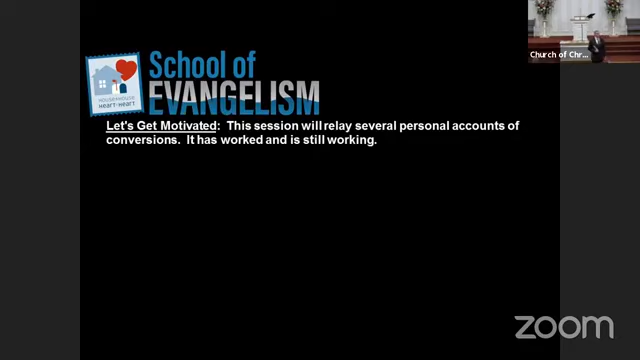 School of
EVANGELISM
HOUSE to HOUSE
HEART to HEART
Let's Get Motivated:  This session will relay several personal accounts of
conversions.  It has worked and is still working.
Church of Chr...
zoom